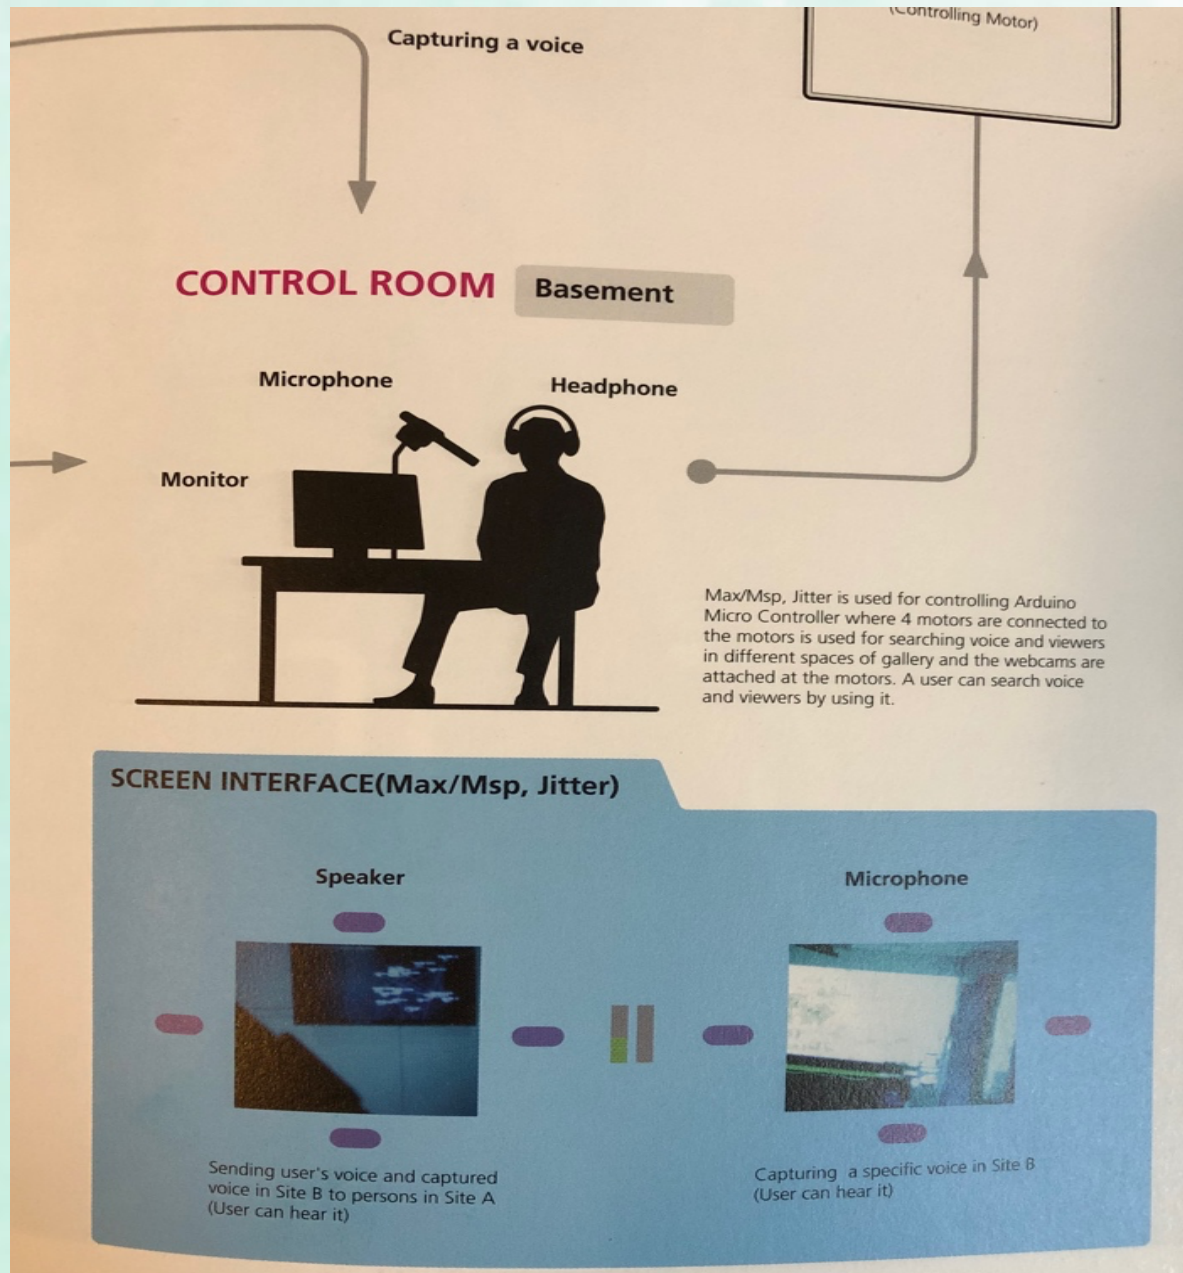 (Controlling Motor)
Capturing a voice
CONTROL ROOM
Basement
Microphone
Headphone
Monitor
Max/Msp, Jitter is used for controlling Arduino
Micro Controller where 4 motors are connected to
the motors is used for searching voice and viewers
in different spaces of gallery and the webcams are
attached at the motors. A user can search voice
and viewers by using it.
SCREEN INTERFACE(Max/Msp, Jitter)
Speaker
Microphone
Sending user's voice and captured
voice in Site B to persons in Site A
(User can hear it)
Capturing a specific voice in Site B
(User can hear it)